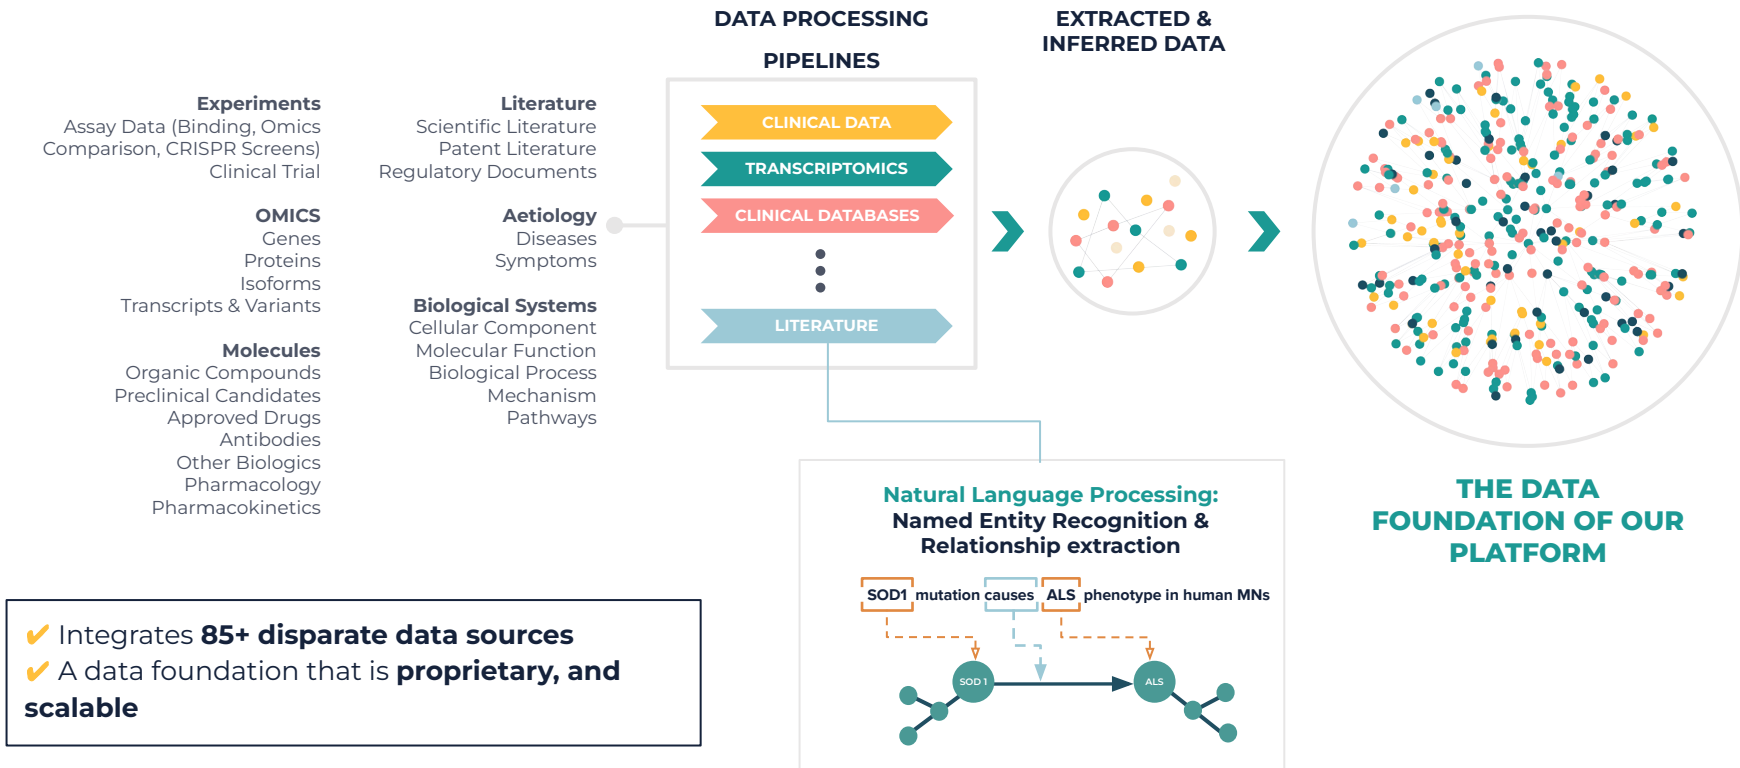 DATA PROCESSING
PIPELINES
EXTRACTED &
INFERRED DATA
Experiments
Assay Data (Binding, Omics
Comparison, CRISPR Screens)
Clinical Trial
OMICS
Genes
Proteins
Isoforms
Transcripts & Variants
Molecules
Organic Compounds
Preclinical Candidates
Approved Drugs
Antibodies
Other Biologics
Pharmacology
Pharmacokinetics
Literature
Scientific Literature
Patent Literature
Regulatory Documents
Aetiology
Diseases
Symptoms
Biological Systems
Cellular Component
Molecular Function
Biological Process
Mechanism
Pathways
CLINICAL DATA
TRANSCRIPTOMICS
CLINICAL DATABASES
LITERATURE
Natural Language Processing:
Named Entity Recognition &
Relationship extraction
SOD1 mutation causes ALS phenotype in human MNs
SOD 1
ALS
THE DATA
FOUNDATION OF OUR
PLATFORM
✔ Integrates 85+ disparate data sources
✔ A data foundation that is proprietary, and
scalable